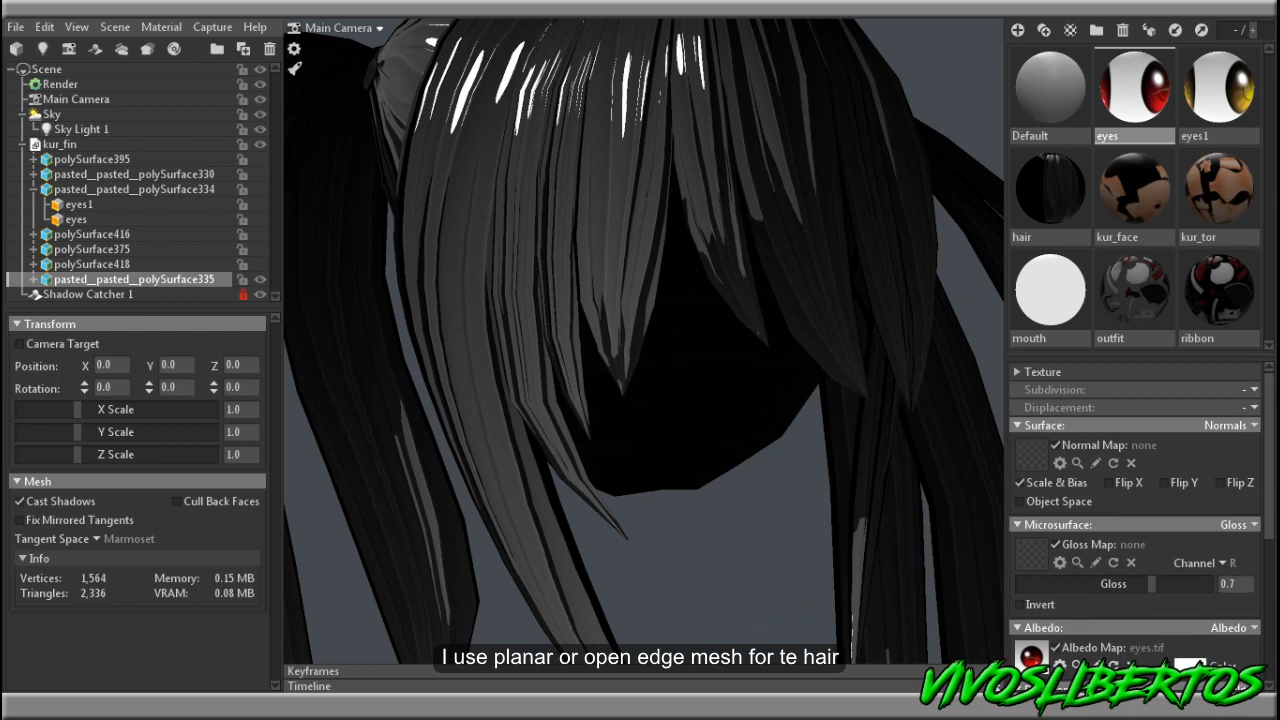 File Edit View Scene Material Capture Help
Main Camera
- / +
Scene
Render
Main Camera
Sky
Sky Light 1
kur_fin
polySurface395
pasted__pasted__polySurface330
pasted__pasted__polySurface334
eyes1
eyes
polySurface416
polySurface375
polySurface418
pasted__pasted__polySurface335
Shadow Catcher 1
Transform
Camera Target
Position: X 0.0 Y 0.0 Z 0.0
Rotation: 0.0 0.0 0.0
X Scale 1.0
Y Scale 1.0
Z Scale 1.0
Mesh
Cast Shadows Cull Back Faces
Fix Mirrored Tangents
Tangent Space Marmoset
Info
Vertices: 1,564 Memory: 0.15 MB
Triangles: 2,336 VRAM: 0.08 MB
Default eyes eyes1
hair kur_face kur_tor
mouth outfit ribbon
Texture
Subdivision: -
Displacement: -
Surface: Normals
Normal Map: none
Scale & Bias Flip X Flip Y Flip Z
Object Space
Microsurface: Gloss
Gloss Map: none
Channel R
Gloss 0.7
Invert
Albedo: Albedo
Albedo Map: eyes.tif
Color
Keyframes
Timeline
I use planar or open edge mesh for te hair
VIVOSLIBERTOS